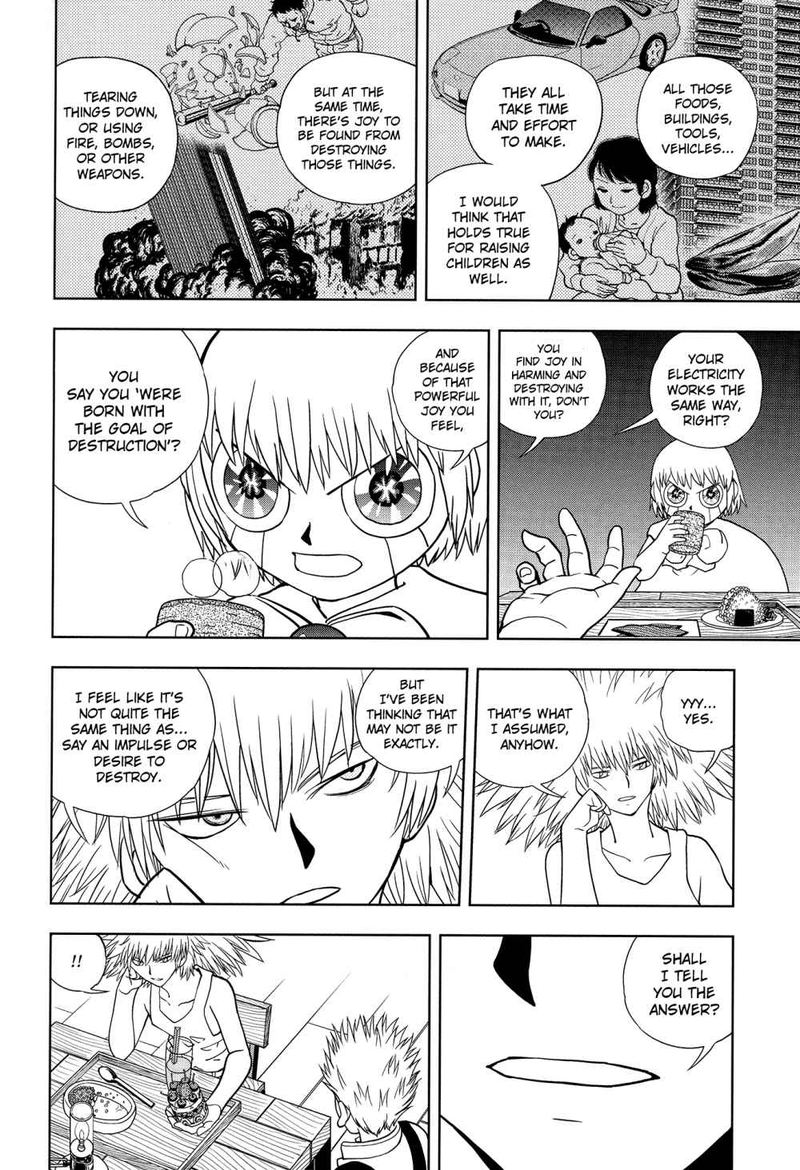 ALL THOSE
FOODS,
BUILDINGS,
TOOLS,
VEHICLES...
THEY ALL
TAKE TIME
AND EFFORT
TO MAKE.
I WOULD
THINK THAT
HOLDS TRUE
FOR RAISING
CHILDREN AS
WELL.
BUT AT THE
SAME TIME,
THERE'S JOY TO
BE FOUND FROM
DESTROYING
THOSE THINGS.
TEARING
THINGS DOWN,
OR USING
FIRE, BOMBS,
OR OTHER
WEAPONS.
YOUR
ELECTRICITY
WORKS THE
SAME WAY,
RIGHT?
YOU
FIND JOY IN
HARMING AND
DESTROYING
WITH IT, DON'T
YOU?
AND
BECAUSE
OF THAT
POWERFUL
JOY YOU
FEEL,
YOU
SAY YOU 'WERE
BORN WITH
THE GOAL OF
DESTRUCTION'?
YYY...
YES.
THAT'S WHAT
I ASSUMED,
ANYHOW.
BUT
I'VE BEEN
THINKING THAT
MAY NOT BE IT
EXACTLY.
I FEEL LIKE IT'S
NOT QUITE THE
SAME THING AS...
SAY AN IMPULSE OR
DESIRE TO
DESTROY.
SHALL
I TELL
YOU THE
ANSWER?
!!